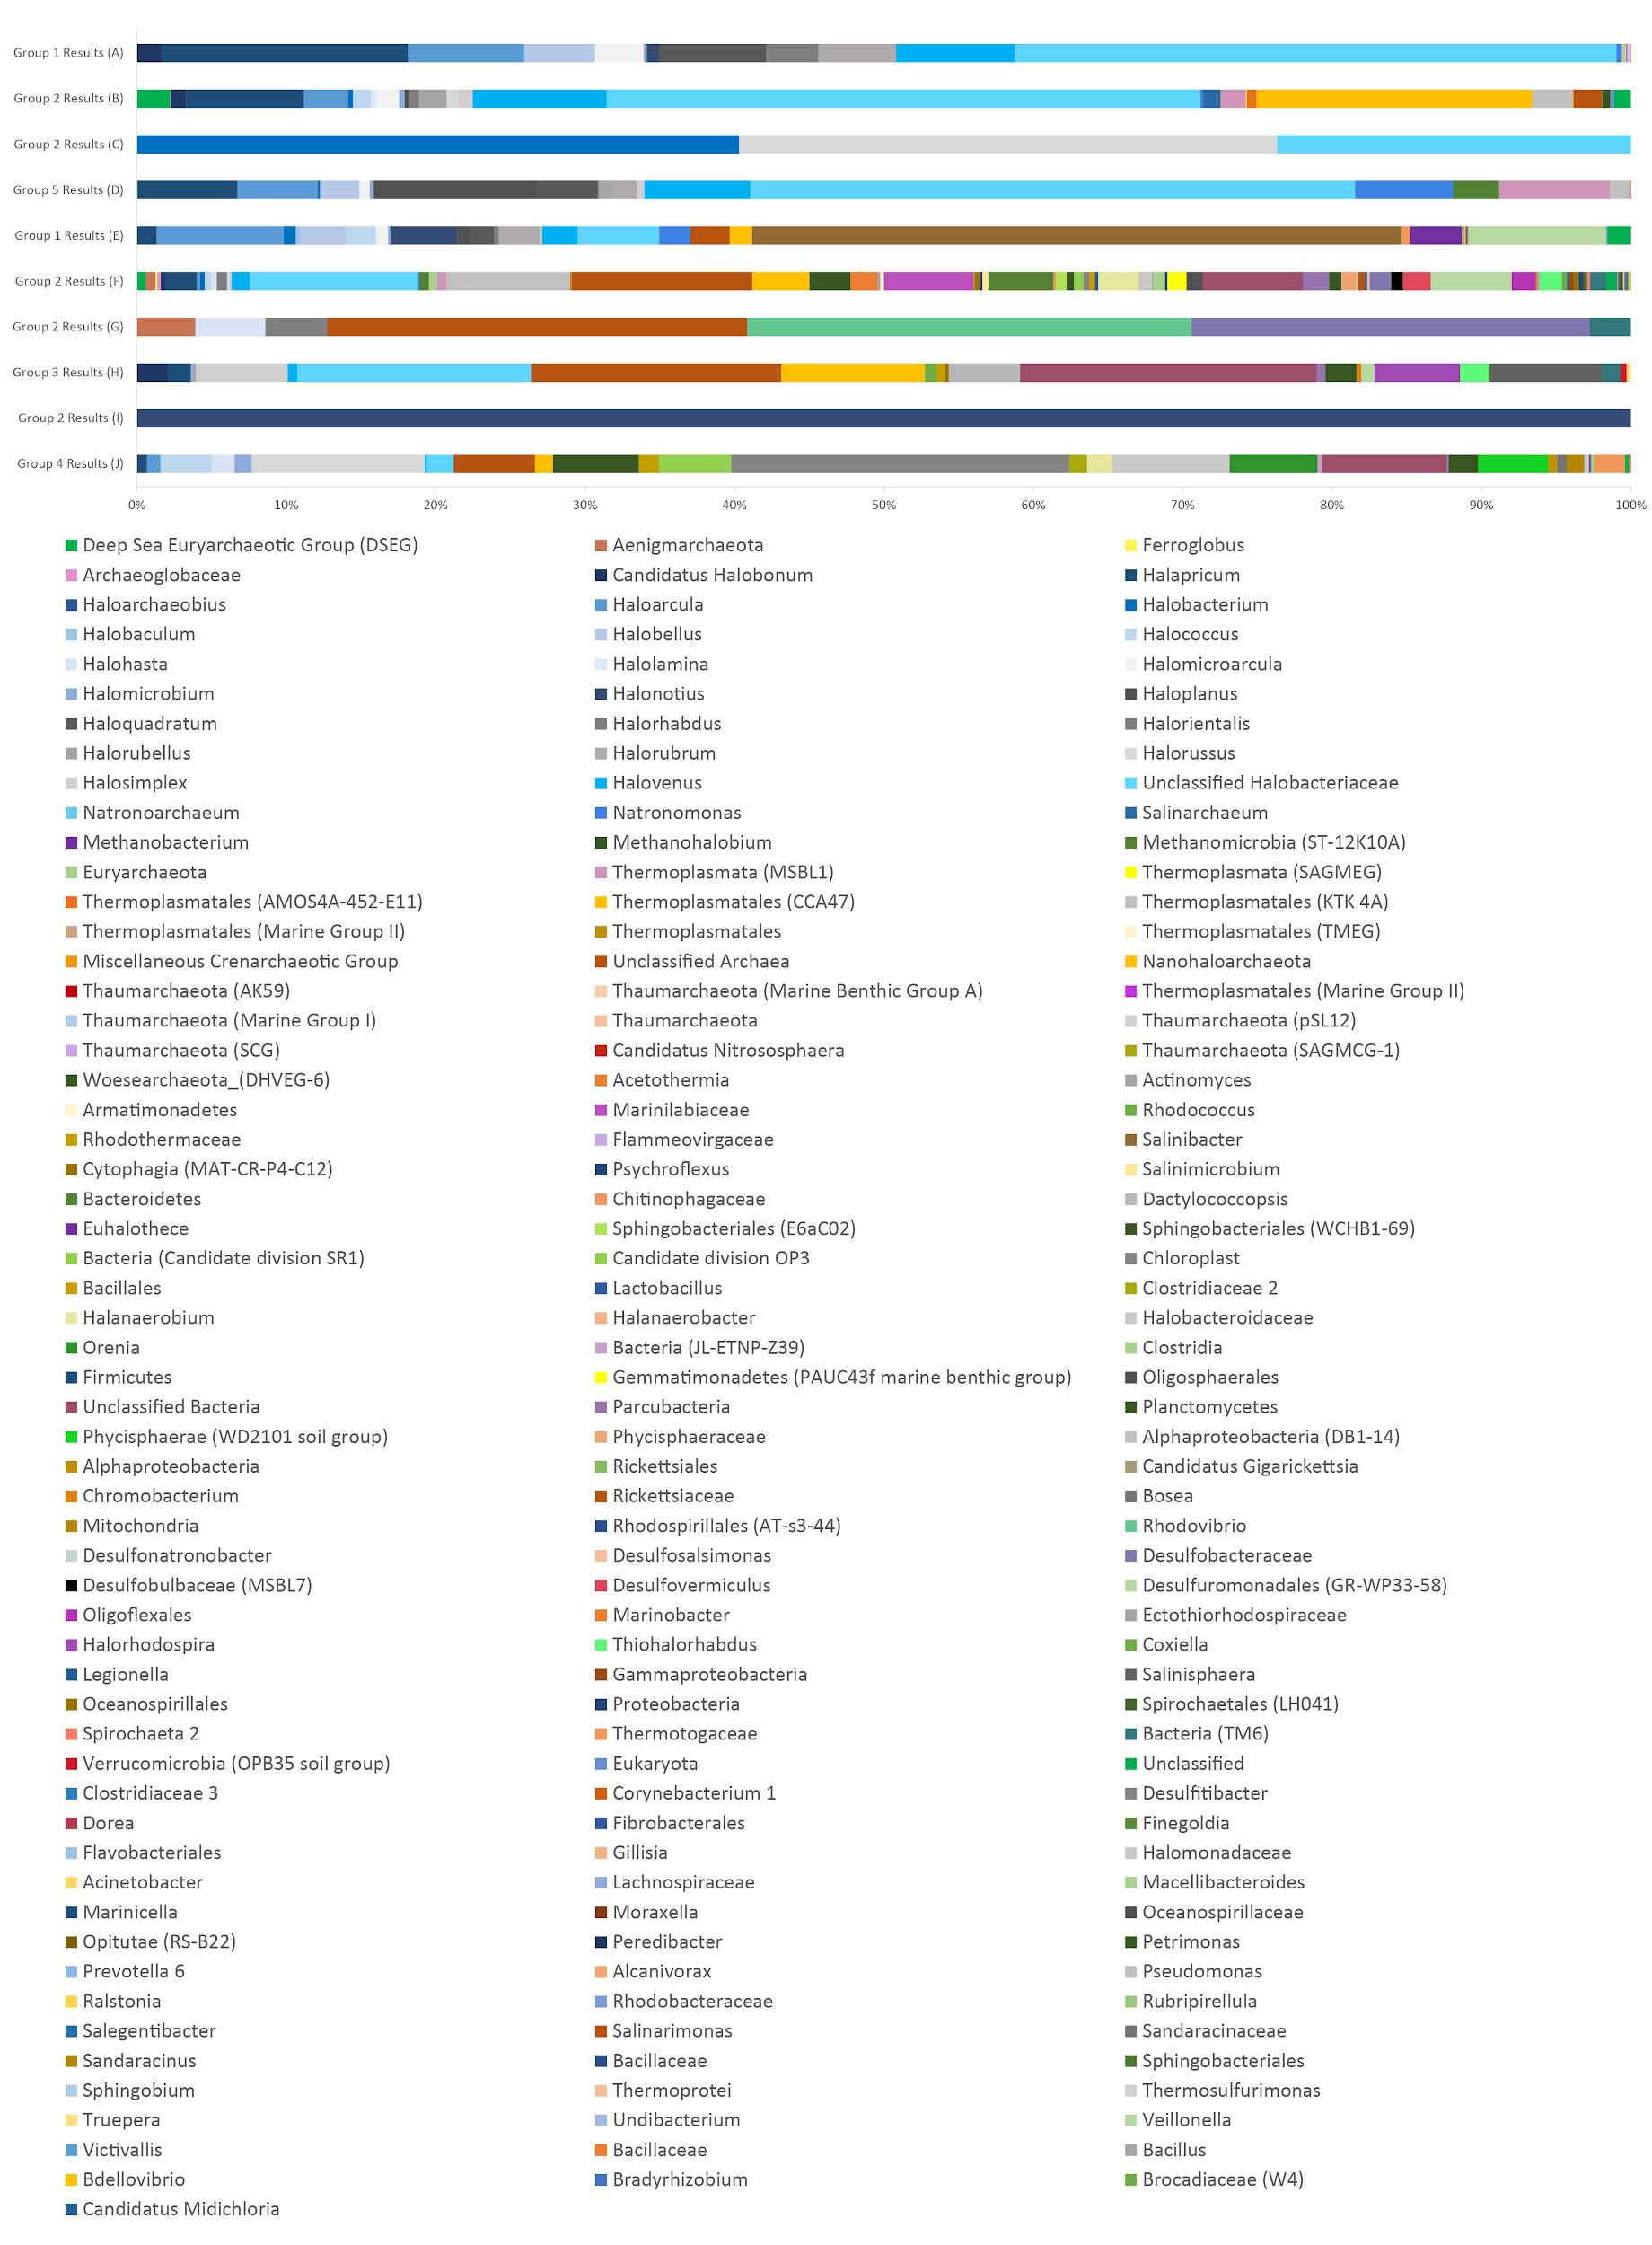 Group 1 Results (A)
Group 2 Results (B)
Group 2 Results (C)
Group 5 Results (D)
Group 1 Results (E)
Group 2 Results (F)
Group 2 Results (G)
Group 3 Results (H)
Group 2 Results (I)
Group 4 Results (J)
0% 10% 20% 30% 40% 50% 60% 70% 80% 90% 100%
Deep Sea Euryarchaeotic Group (DSEG) Aenigmarchaeota Ferroglobus
Archaeoglobaceae Candidatus Halobonum Halapricum
Haloarchaeobius Haloarcula Halobacterium
Halobaculum Halobellus Halococcus
Halohasta Halolamina Halomicroarcula
Halomicrobium Halonotius Haloplanus
Haloquadratum Halorhabdus Halorientalis
Halorubellus Halorubrum Halorussus
Halosimplex Halovenus Unclassified Halobacteriaceae
Natronoarchaeum Natronomonas Salinarchaeum
Methanobacterium Methanohalobium Methanomicrobia (ST-12K10A)
Euryarchaeota Thermoplasmata (MSBL1) Thermoplasmata (SAGMEG)
Thermoplasmatales (AMOS4A-452-E11) Thermoplasmatales (CCA47) Thermoplasmatales (KTK 4A)
Thermoplasmatales (Marine Group II) Thermoplasmatales Thermoplasmatales (TMEG)
Miscellaneous Crenarchaeotic Group Unclassified Archaea Nanohaloarchaeota
Thaumarchaeota (AK59) Thaumarchaeota (Marine Benthic Group A) Thermoplasmatales (Marine Group II)
Thaumarchaeota (Marine Group I) Thaumarchaeota Thaumarchaeota (pSL12)
Thaumarchaeota (SCG) Candidatus Nitrososphaera Thaumarchaeota (SAGMCG-1)
Woesearchaeota_(DHVEG-6) Acetothermia Actinomyces
Armatimonadetes Marinilabiaceae Rhodococcus
Rhodothermaceae Flammeovirgaceae Salinibacter
Cytophagia (MAT-CR-P4-C12) Psychroflexus Salinimicrobium
Bacteroidetes Chitinophagaceae Dactylococcopsis
Euhalothece Sphingobacteriales (E6aC02) Sphingobacteriales (WCHB1-69)
Bacteria (Candidate division SR1) Candidate division OP3 Chloroplast
Bacillales Lactobacillus Clostridiaceae 2
Halanaerobium Halanaerobacter Halobacteroidaceae
Orenia Bacteria (JL-ETNP-Z39) Clostridia
Firmicutes Gemmatimonadetes (PAUC43f marine benthic group) Oligosphaerales
Unclassified Bacteria Parcubacteria Planctomycetes
Phycisphaerae (WD2101 soil group) Phycisphaeraceae Alphaproteobacteria (DB1-14)
Alphaproteobacteria Rickettsiales Candidatus Gigarickettsia
Chromobacterium Rickettsiaceae Bosea
Mitochondria Rhodospirillales (AT-s3-44) Rhodovibrio
Desulfonatronobacter Desulfosalsimonas Desulfobacteraceae
Desulfobulbaceae (MSBL7) Desulfovermiculus Desulfuromonadales (GR-WP33-58)
Oligoflexales Marinobacter Ectothiorhodospiraceae
Halorhodospira Thiohalorhabdus Coxiella
Legionella Gammaproteobacteria Salinisphaera
Oceanospirillales Proteobacteria Spirochaetales (LH041)
Spirochaeta 2 Thermotogaceae Bacteria (TM6)
Verrucomicrobia (OPB35 soil group) Eukaryota Unclassified
Clostridiaceae 3 Corynebacterium 1 Desulfitibacter
Dorea Fibrobacterales Finegoldia
Flavobacteriales Gillisia Halomonadaceae
Acinetobacter Lachnospiraceae Macellibacteroides
Marinicella Moraxella Oceanospirillaceae
Opitutae (RS-B22) Peredibacter Petrimonas
Prevotella 6 Alcanivorax Pseudomonas
Ralstonia Rhodobacteraceae Rubripirellula
Salegentibacter Salinarimonas Sandaracinaceae
Sandaracinus Bacillaceae Sphingobacteriales
Sphingobium Thermoprotei Thermosulfurimonas
Truepera Undibacterium Veillonella
Victivallis Bacillaceae Bacillus
Bdellovibrio Bradyrhizobium Brocadiaceae (W4)
Candidatus Midichloria